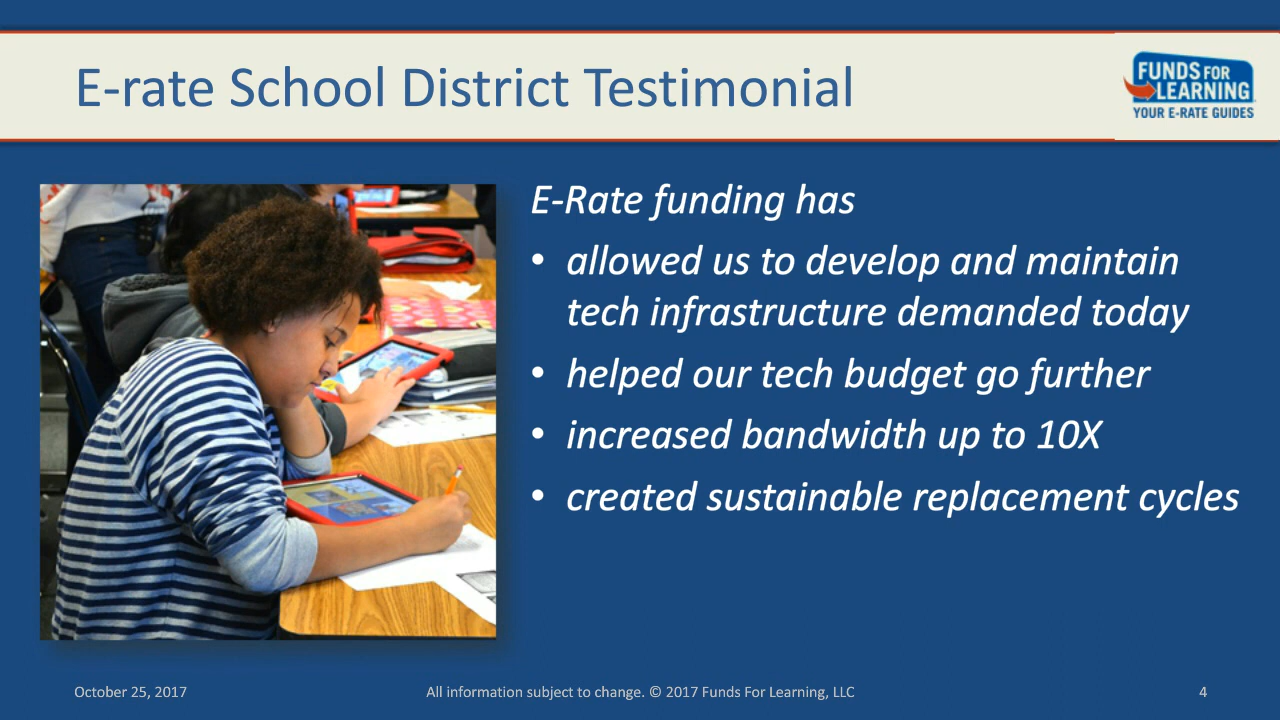 E-rate School District Testimonial
FUNDS FOR
LEARNING
YOUR E-RATE GUIDES
E-Rate funding has
• allowed us to develop and maintain
tech infrastructure demanded today
• helped our tech budget go further
• increased bandwidth up to 10X
• created sustainable replacement cycles
October 25, 2017
All information subject to change. © 2017 Funds For Learning, LLC
4